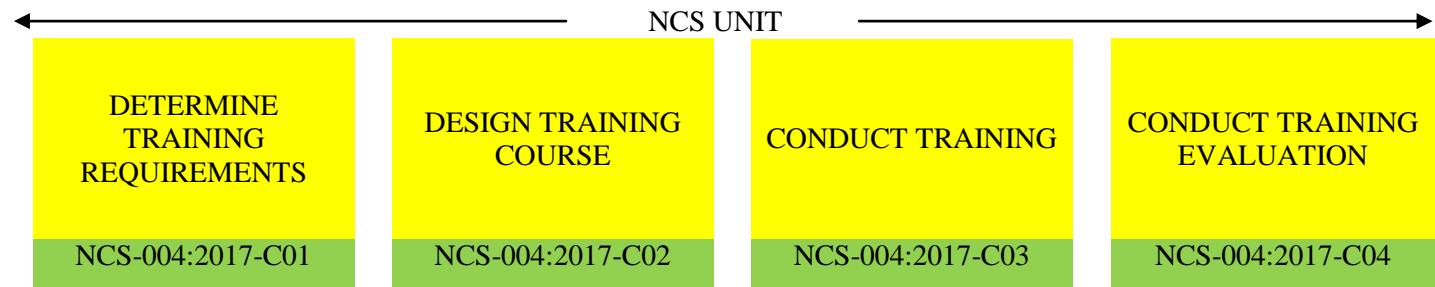 NCS UNIT
DETERMINE
TRAINING
REQUIREMENTS
NCS-004:2017-C01
DESIGN TRAINING
COURSE
NCS-004:2017-C02
CONDUCT TRAINING
NCS-004:2017-C03
CONDUCT TRAINING
EVALUATION
NCS-004:2017-C04